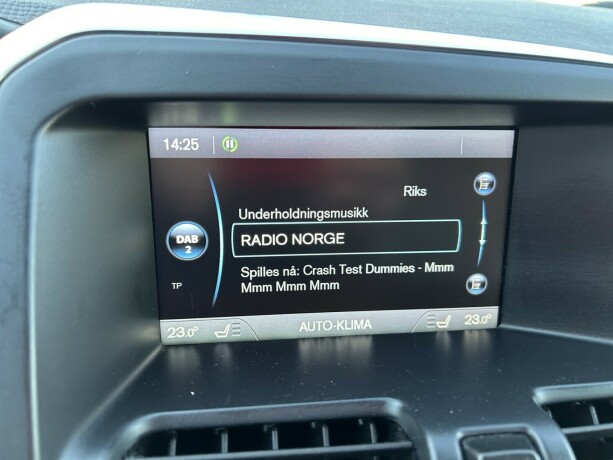 14:25
Riks
Underholdningsmusikk
DAB
2
RADIO NORGE
Spilles nå: Crash Test Dummies - Mmm
Mmm Mmm Mmm
TP
23.0° AUTO-KLIMA 23.0°